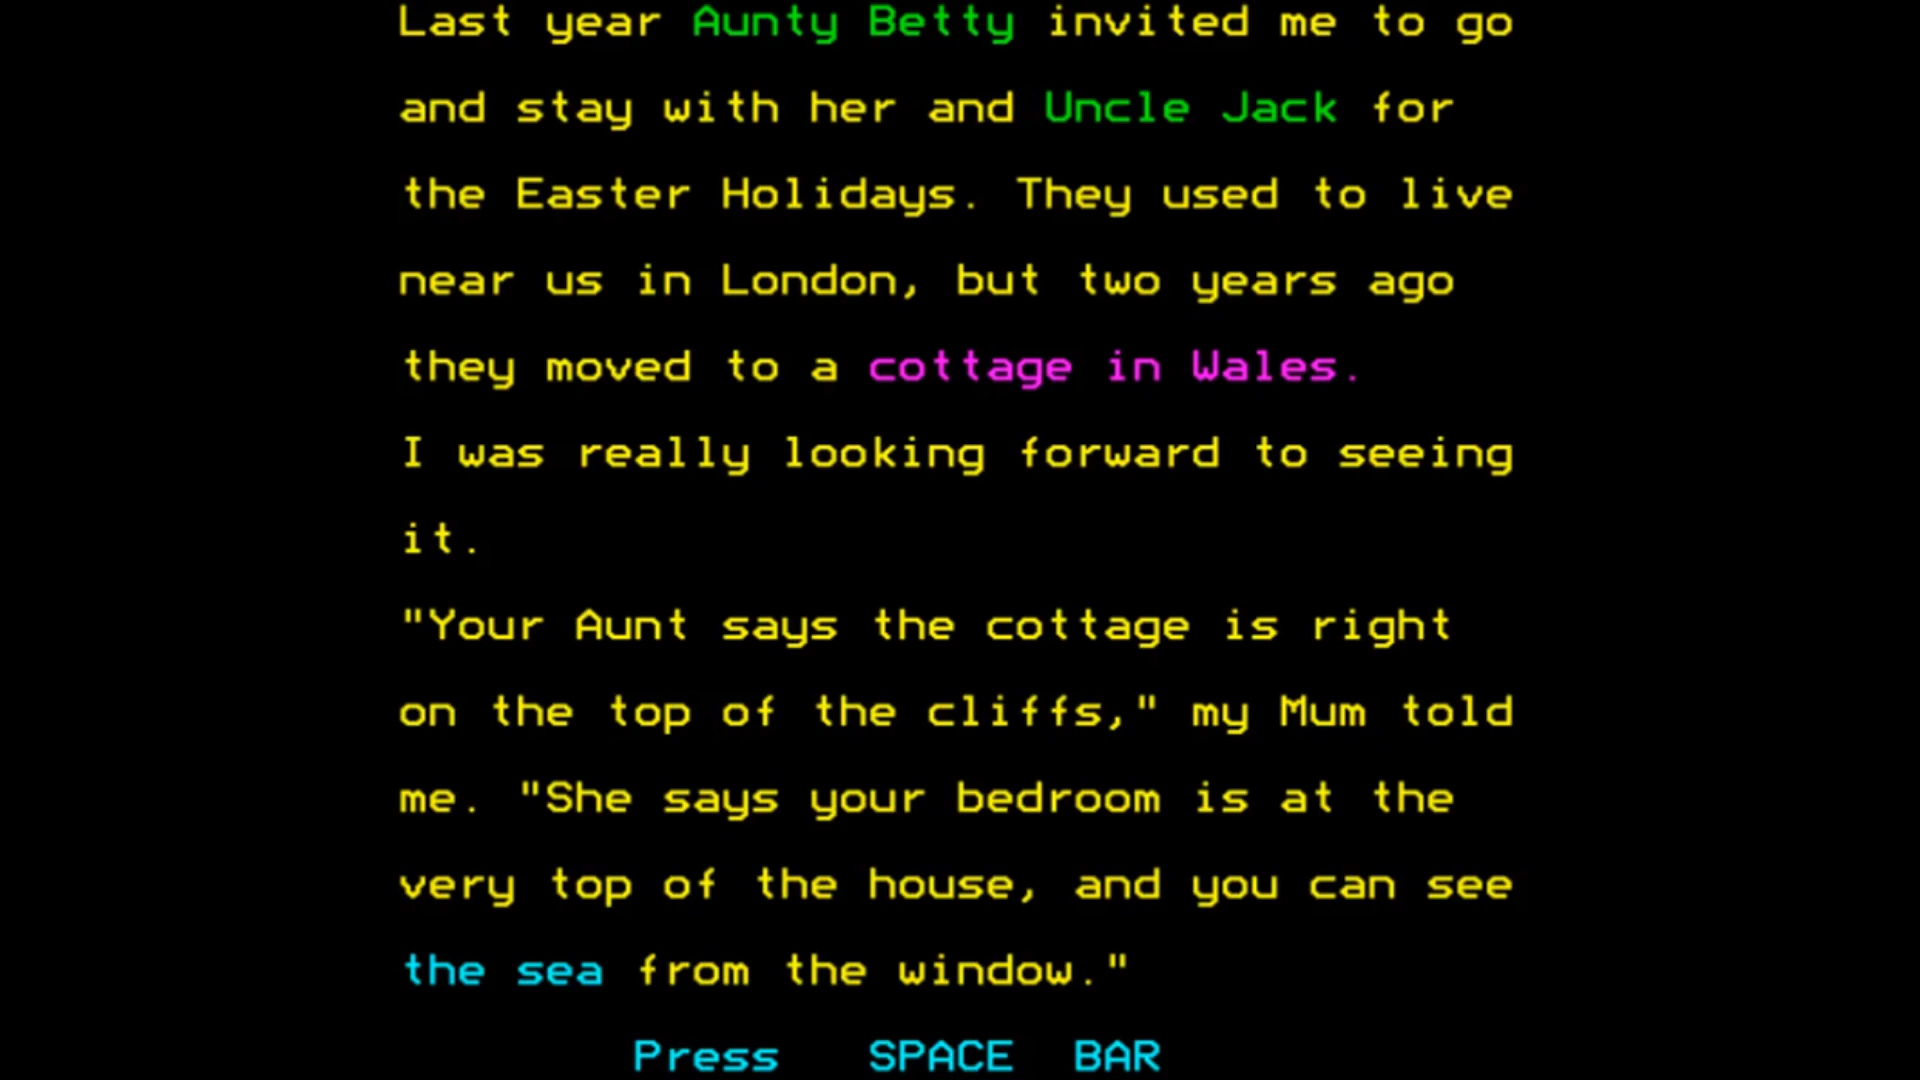 Last year Aunty Betty invited me to go
and stay with her and Uncle Jack for
the Easter Holidays. They used to live
near us in London, but two years ago
they moved to a cottage in Wales.
I was really looking forward to seeing
it.
"Your Aunt says the cottage is right
on the top of the cliffs," my Mum told
me. "She says your bedroom is at the
very top of the house, and you can see
the sea from the window."
Press SPACE BAR